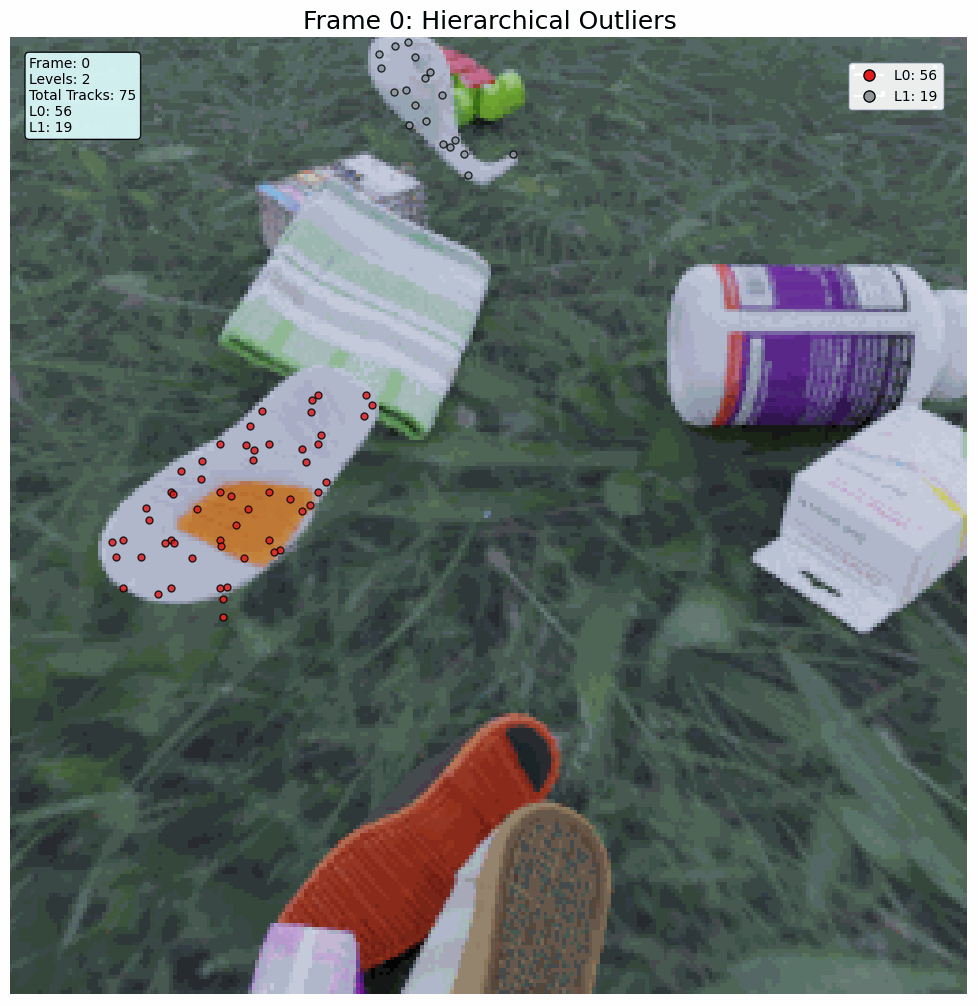 Frame 0: Hierarchical Outliers
Frame: 0
Levels: 2
Total Tracks: 75
L0: 56
L1: 19
L0: 56
L1: 19